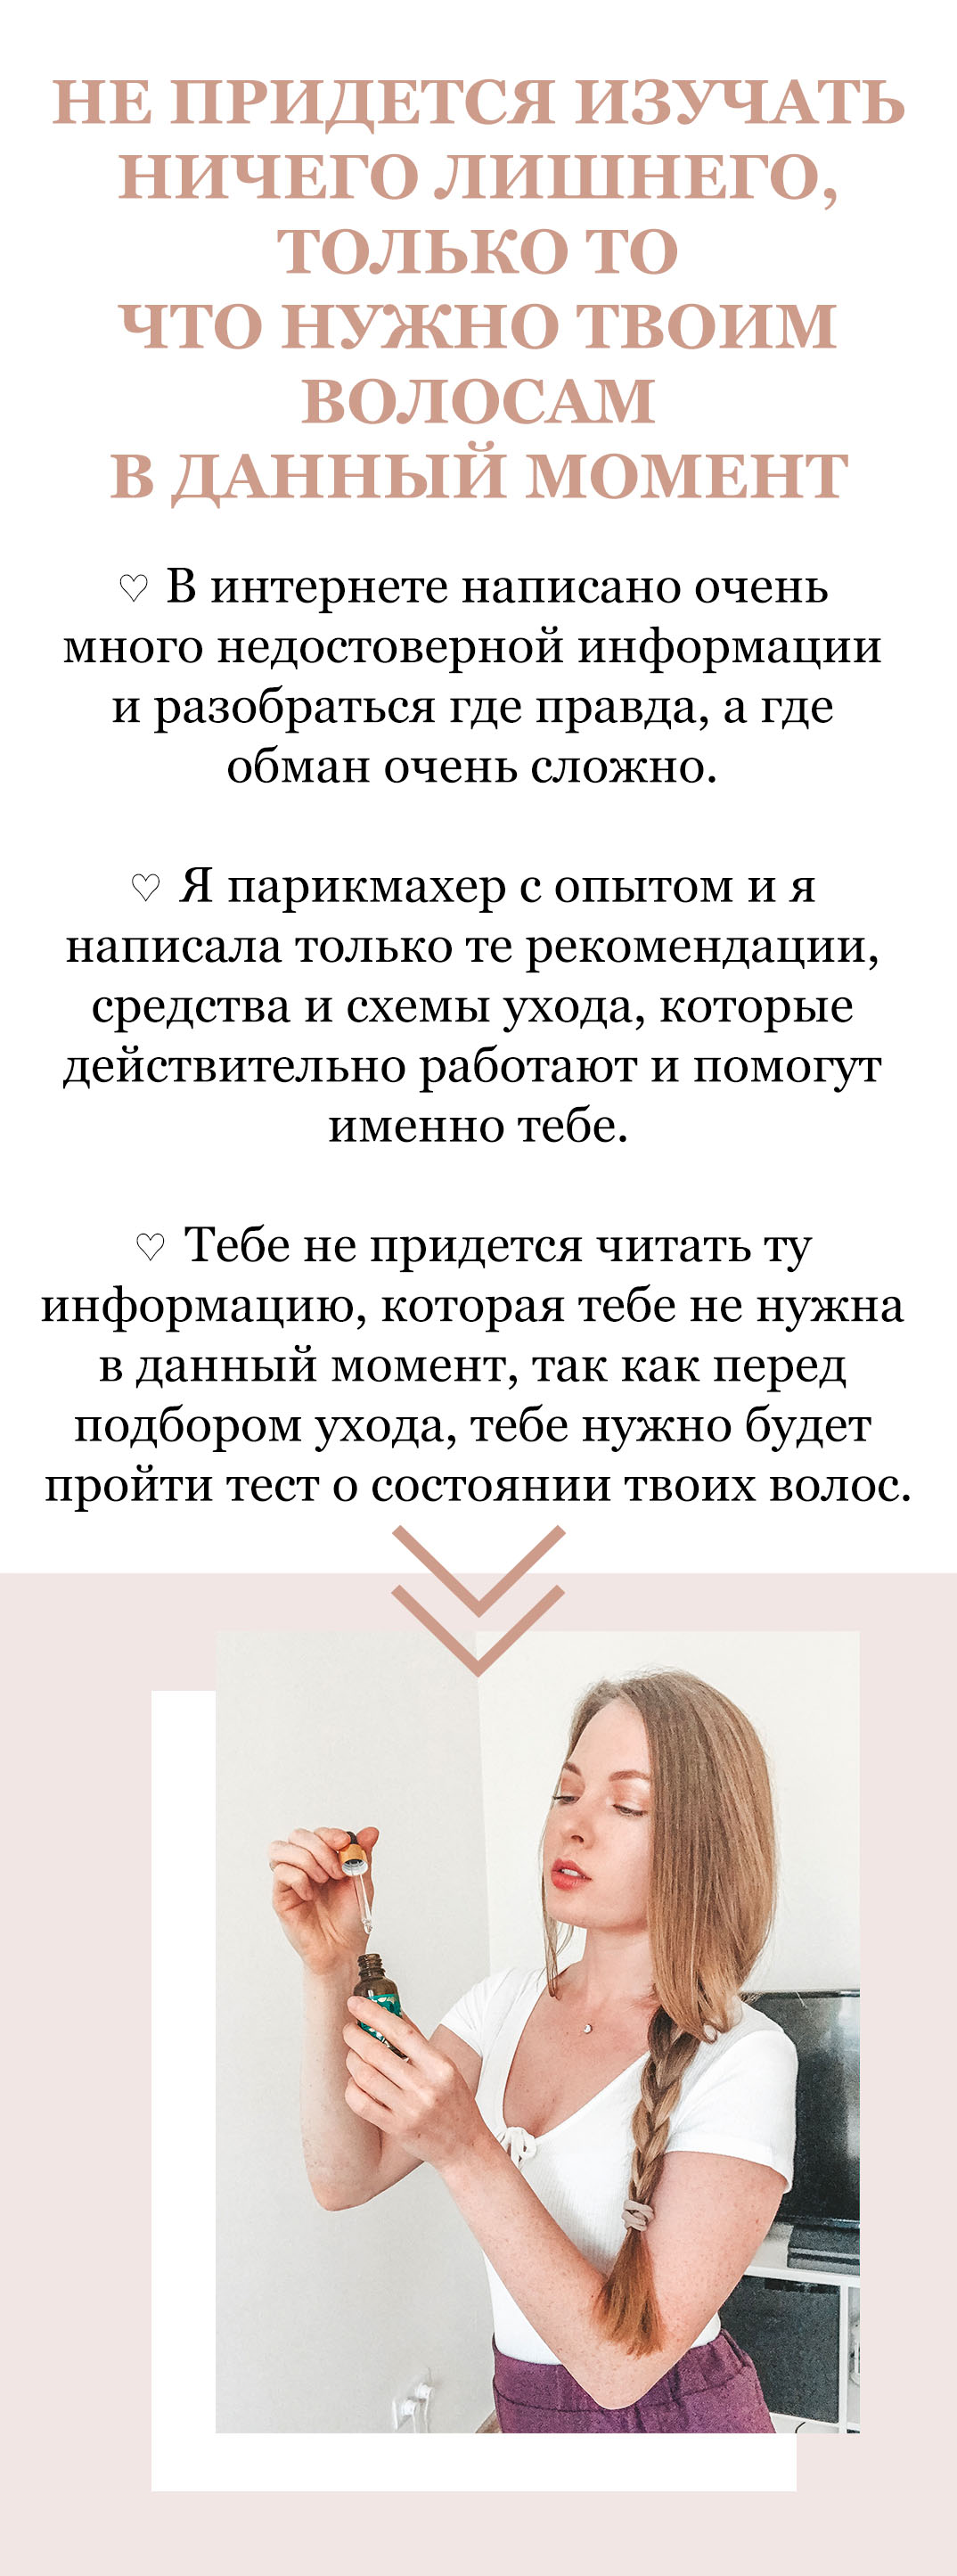 НЕ ПРИДЕТСЯ ИЗУЧАТЬ
НИЧЕГО ЛИШНЕГО,
ТОЛЬКО ТО
ЧТО НУЖНО ТВОИМ
ВОЛОСАМ
В ДАННЫЙ МОМЕНТ
♡ В интернете написано очень
много недостоверной информации
и разобраться где правда, а где
обман очень сложно.
♡ Я парикмахер с опытом и я
написала только те рекомендации,
средства и схемы ухода, которые
действительно работают и помогут
именно тебе.
♡ Тебе не придется читать ту
информацию, которая тебе не нужна
в данный момент, так как перед
подбором ухода, тебе нужно будет
пройти тест о состоянии твоих волос.